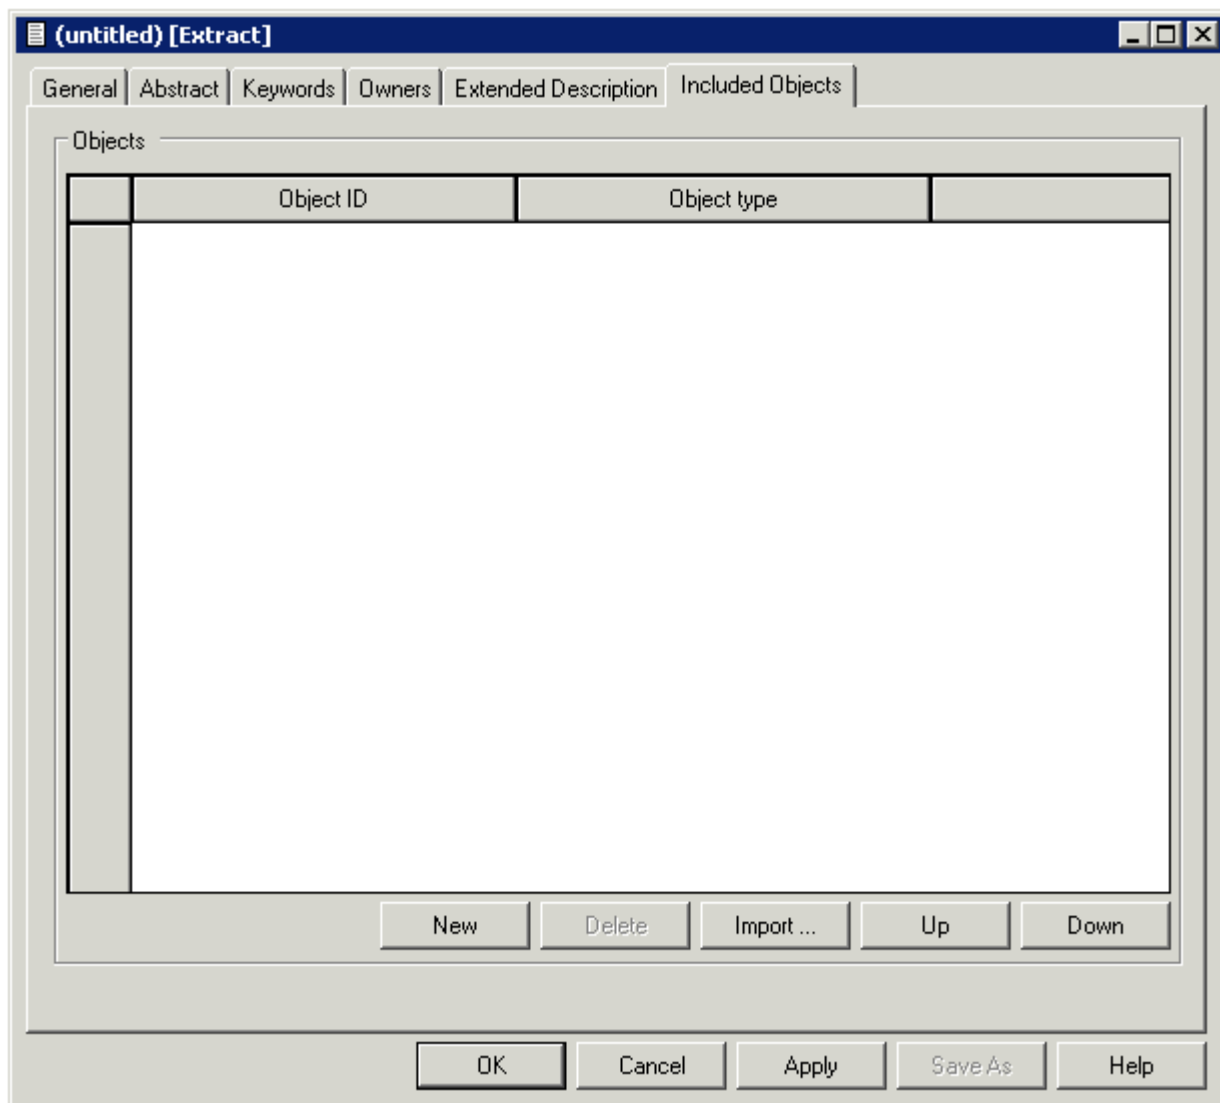 (untitled) [Extract]
General Abstract Keywords Owners Extended Description Included Objects
Objects
Object ID Object type
New Delete Import ... Up Down
OK Cancel Apply Save As Help